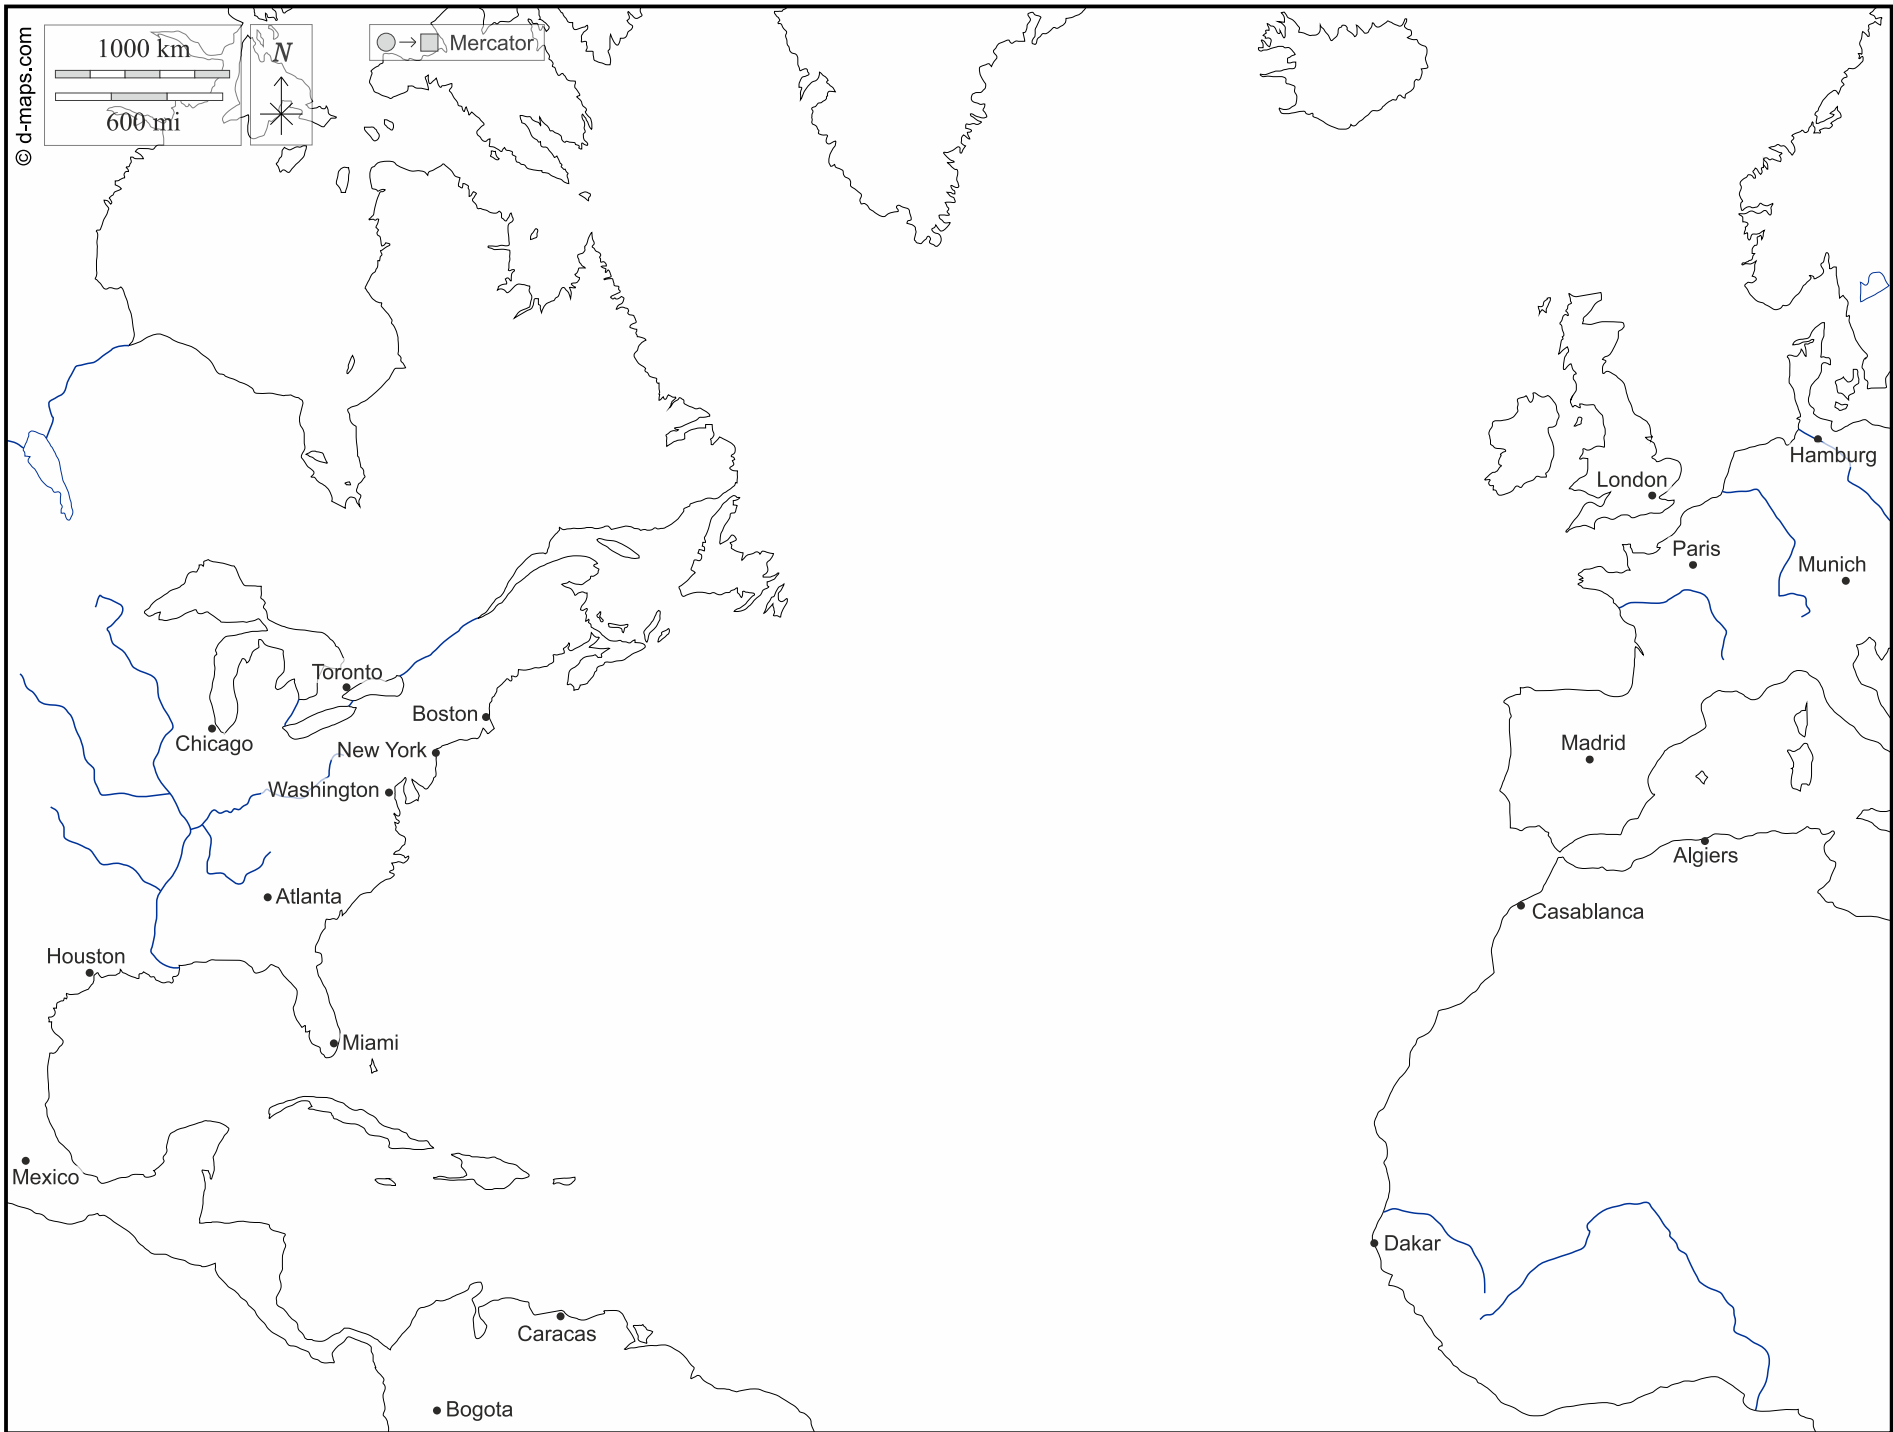 © d-maps.com
1000 km
600 mi
N
Mercator
Hamburg
London
Paris
Munich
Toronto
Boston
Chicago
New York
Madrid
Washington
Algiers
Atlanta
Casablanca
Houston
Miami
Mexico
Dakar
Caracas
Bogota